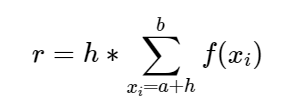 r = h * \sum_{x_i=a+h}^{b} f(x_i)